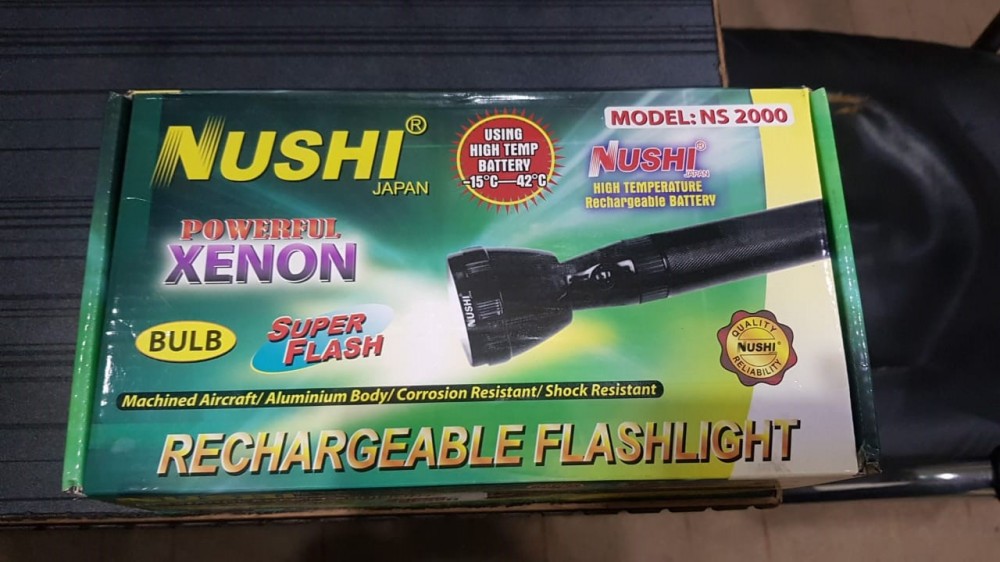 NUSHI®
JAPAN
USING
HIGH TEMP
BATTERY
-15°C—42°C
MODEL: NS 2000
NUSHI®
JAPAN
HIGH TEMPERATURE
Rechargeable BATTERY
POWERFUL
XENON
BULB
SUPER
FLASH
NUSHI
QUALITY
NUSHI
RELIABILITY
Machined Aircraft/ Aluminium Body/ Corrosion Resistant/ Shock Resistant
RECHARGEABLE FLASHLIGHT